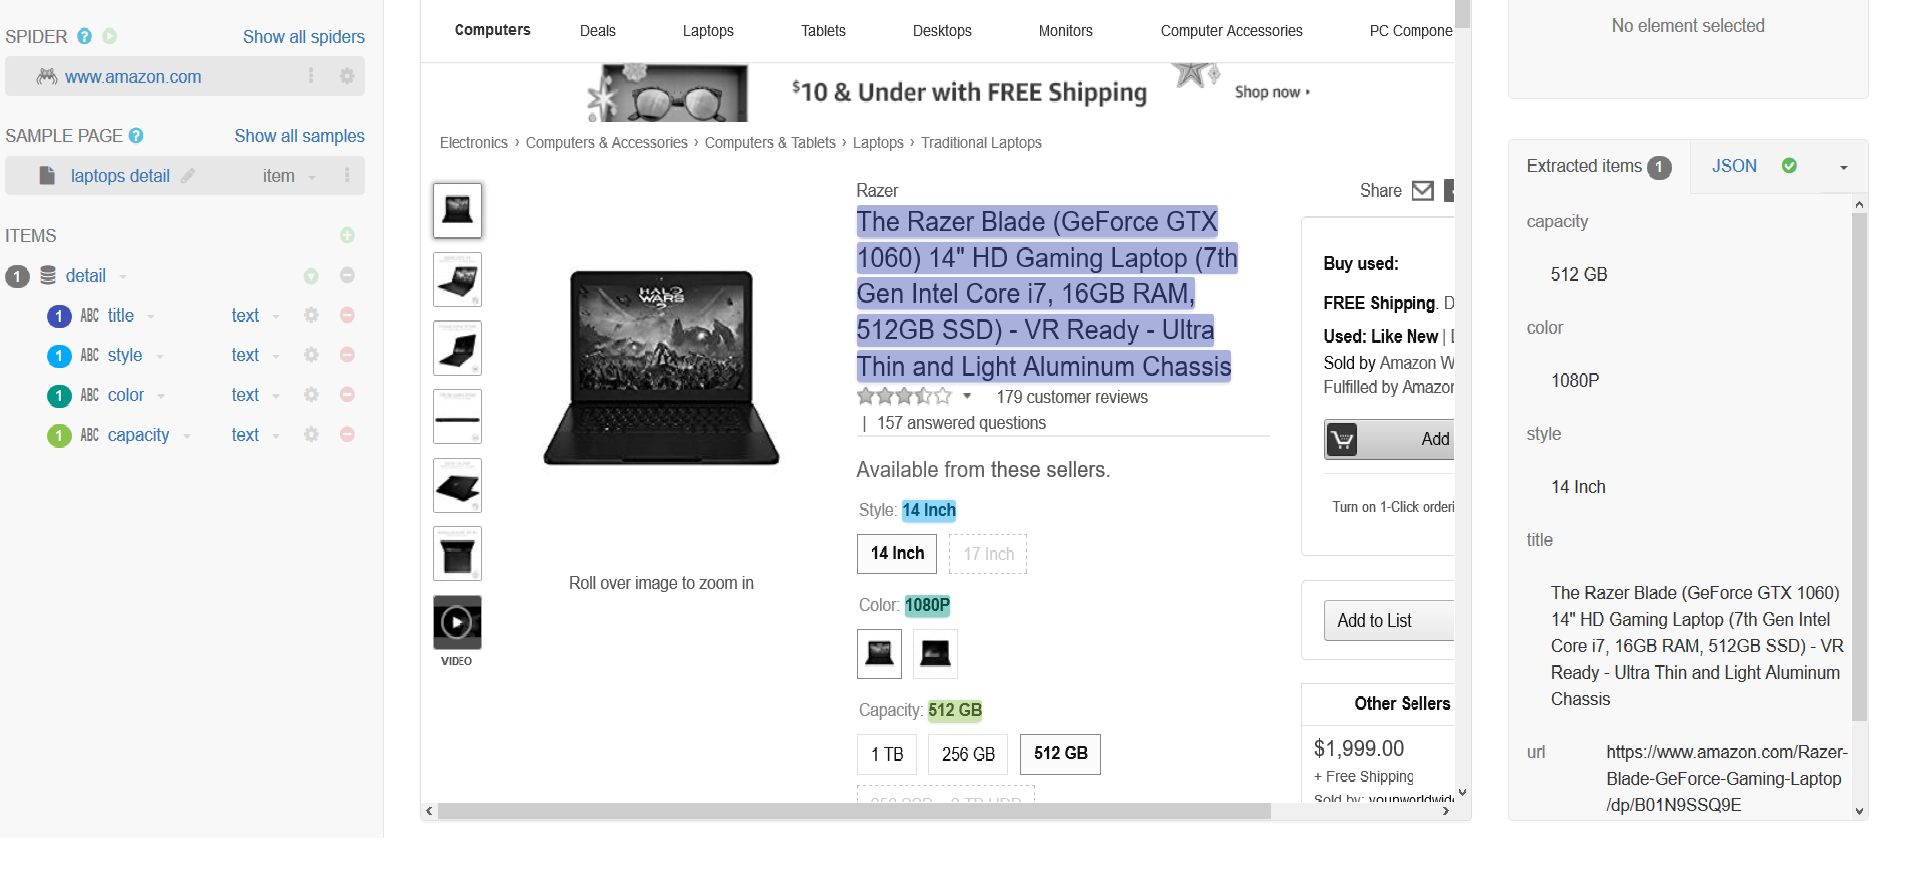 SPIDER ?
Show all spiders
www.amazon.com
SAMPLE PAGE ?
Show all samples
laptops detail
item
ITEMS
1 detail
1 ABC title text
1 ABC style text
1 ABC color text
1 ABC capacity text
Computers Deals Laptops Tablets Desktops Monitors Computer Accessories PC Compone
$10 & Under with FREE Shipping
Shop now ›
Electronics › Computers & Accessories › Computers & Tablets › Laptops › Traditional Laptops
HALO
WARS
2
VIDEO
Roll over image to zoom in
Razer
The Razer Blade (GeForce GTX
1060) 14" HD Gaming Laptop (7th
Gen Intel Core i7, 16GB RAM,
512GB SSD) - VR Ready - Ultra
Thin and Light Aluminum Chassis
179 customer reviews
| 157 answered questions
Available from these sellers.
Style: 14 Inch
14 Inch 17 Inch
Color: 1080P
Capacity: 512 GB
1 TB 256 GB 512 GB
Share
Buy used:
FREE Shipping. D
Used: Like New |
Sold by Amazon W
Fulfilled by Amazon
Add
Turn on 1-Click orderi
Add to List
Other Sellers
$1,999.00
+ Free Shipping
Sold by: yourworldwide
No element selected
Extracted items 1
JSON
capacity
512 GB
color
1080P
style
14 Inch
title
The Razer Blade (GeForce GTX 1060)
14" HD Gaming Laptop (7th Gen Intel
Core i7, 16GB RAM, 512GB SSD) - VR
Ready - Ultra Thin and Light Aluminum
Chassis
url
https://www.amazon.com/Razer-
Blade-GeForce-Gaming-Laptop
/dp/B01N9SSQ9E